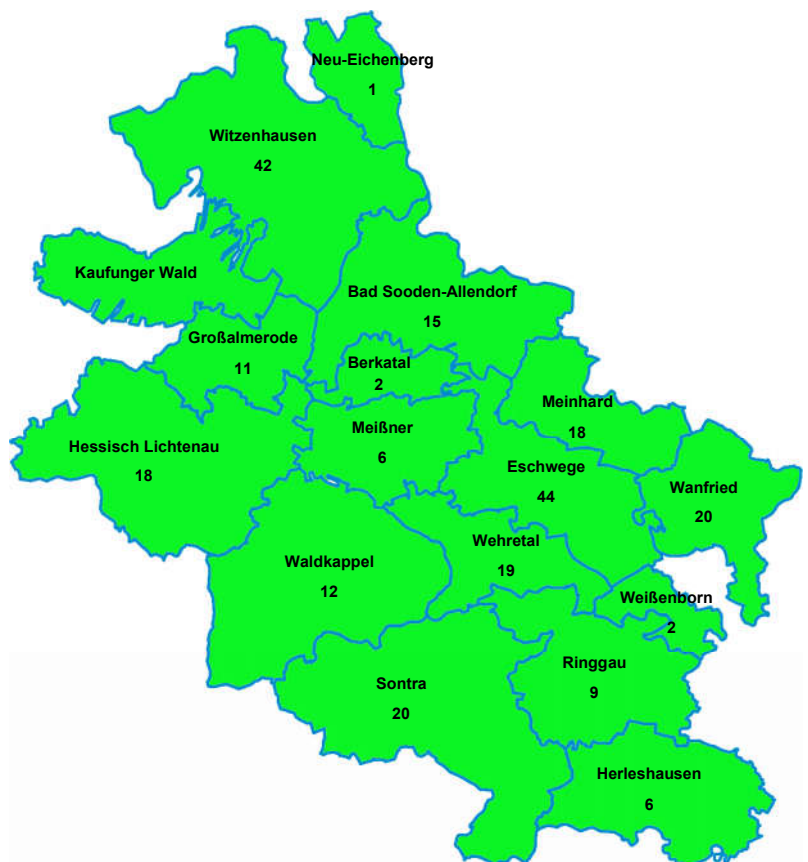 Neu-Eichenberg
1
Witzenhausen
42
Kaufunger Wald
Bad Sooden-Allendorf
15
Großalmerode
11
Berkatal
2
Meinhard
18
Meißner
6
Hessisch Lichtenau
18
Eschwege
44
Wanfried
20
Wehretal
19
Waldkappel
12
Weißenborn
2
Ringgau
9
Sontra
20
Herleshausen
6